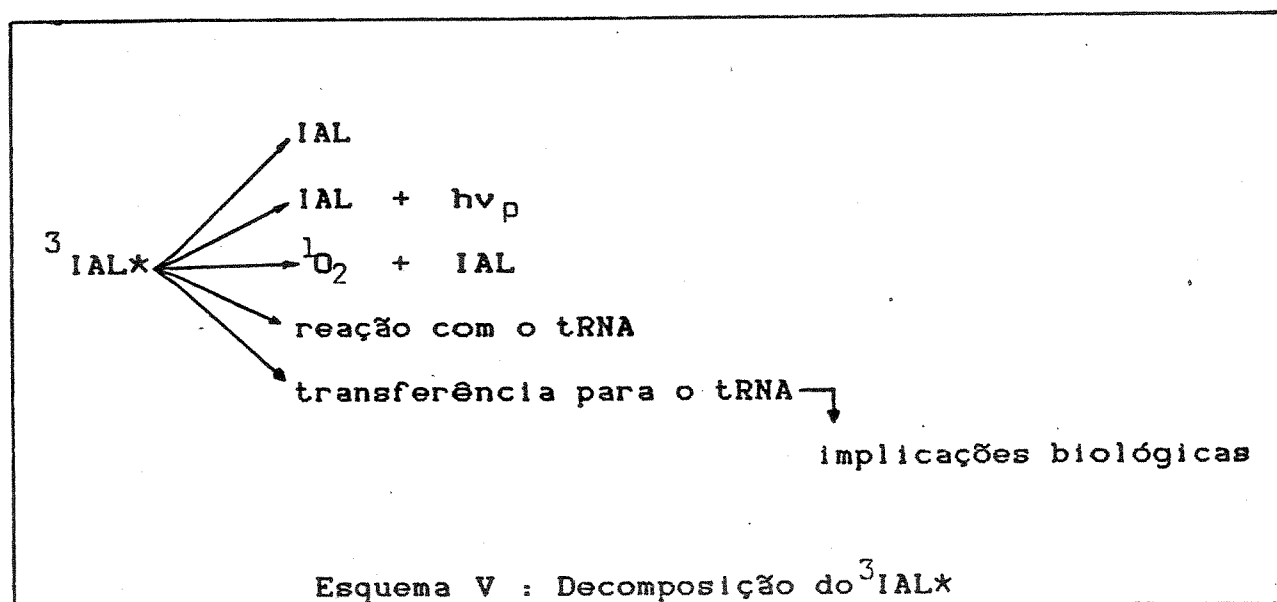 IAL
IAL + hνp
³IAL* ¹O₂ + IAL
reação com o tRNA
transferência para o tRNA
implicações biológicas
Esquema V : Decomposição do ³IAL*